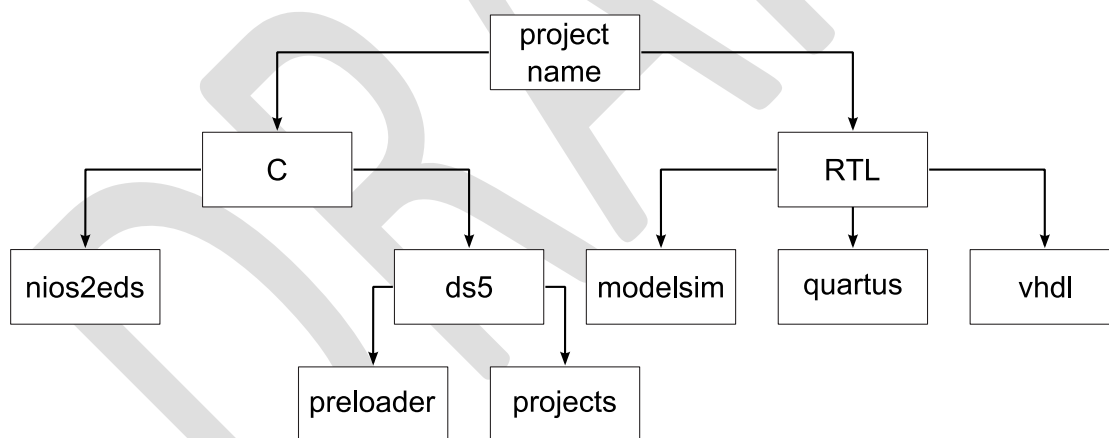 project
name
C
RTL
nios2eds
ds5
modelsim
quartus
vhdl
preloader
projects